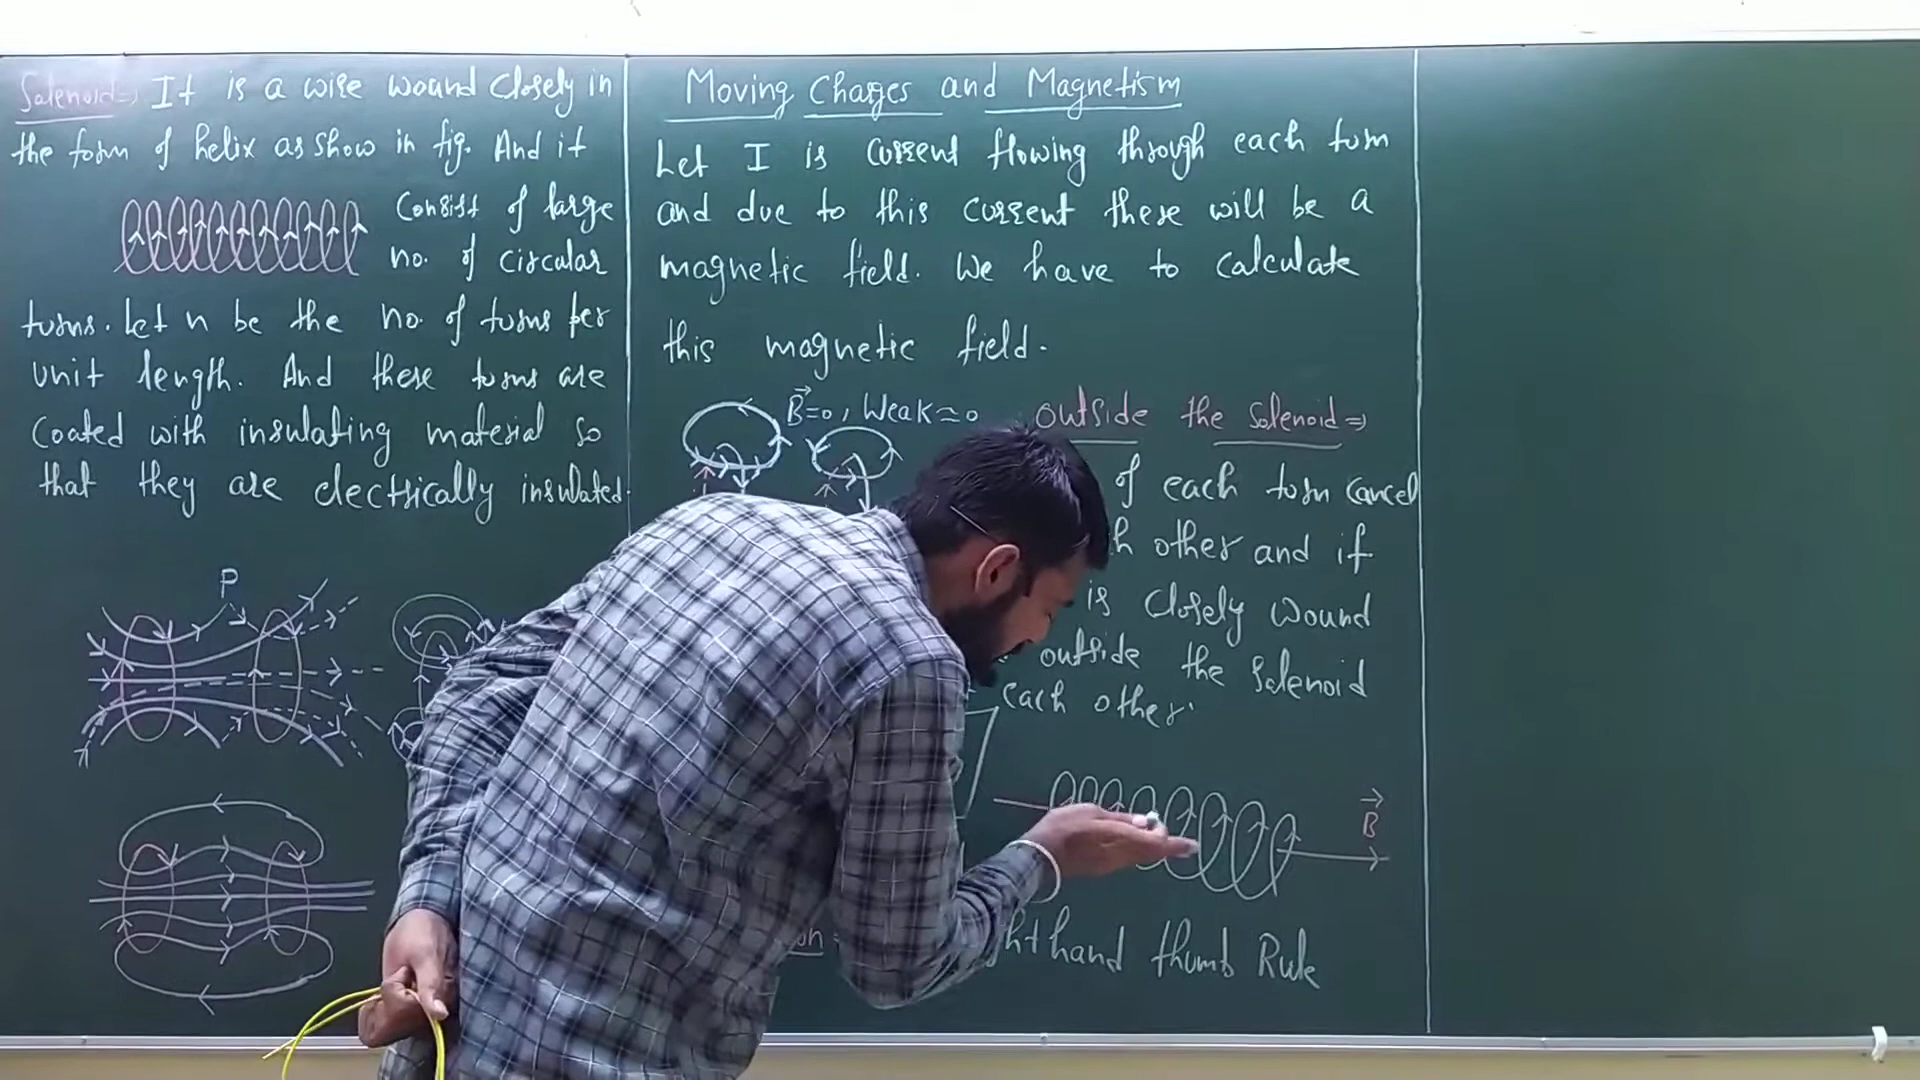 Solenoid⇒ It is a wire wound closely in
the form of helix as show in fig. And it
consist of large
no. of circular
turns. Let n be the no. of turns per
unit length. And these turns are
coated with insulating material so
that they are electrically insulated.
P
Moving Charges and Magnetism
Let I is current flowing through each turn
and due to this current there will be a
magnetic field. We have to calculate
this magnetic field.
B⃗=0, Weak≈0
outside the solenoid⇒
of each turn cancel
other and if
is closely wound
outside the solenoid
each other.
B⃗
hand thumb Rule